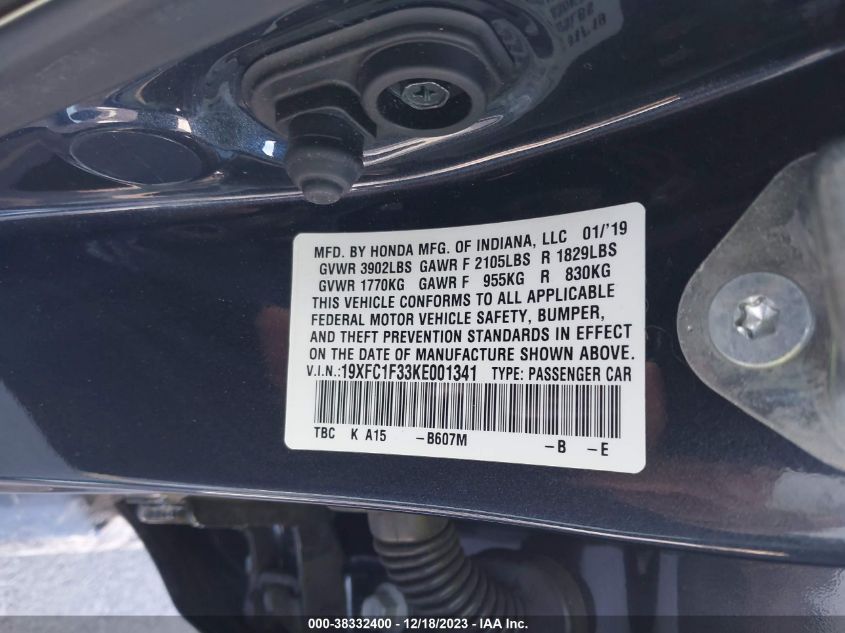 MFD. BY HONDA MFG. OF INDIANA, LLC 01/'19
GVWR 3902LBS GAWR F 2105LBS R 1829LBS
GVWR 1770KG GAWR F 955KG R 830KG
THIS VEHICLE CONFORMS TO ALL APPLICABLE
FEDERAL MOTOR VEHICLE SAFETY, BUMPER,
AND THEFT PREVENTION STANDARDS IN EFFECT
ON THE DATE OF MANUFACTURE SHOWN ABOVE.
V.I.N.:19XFC1F33KE001341 TYPE: PASSENGER CAR
TBC K A15 –B607M –B –E
000-38332400 - 12/18/2023 - IAAI.com.